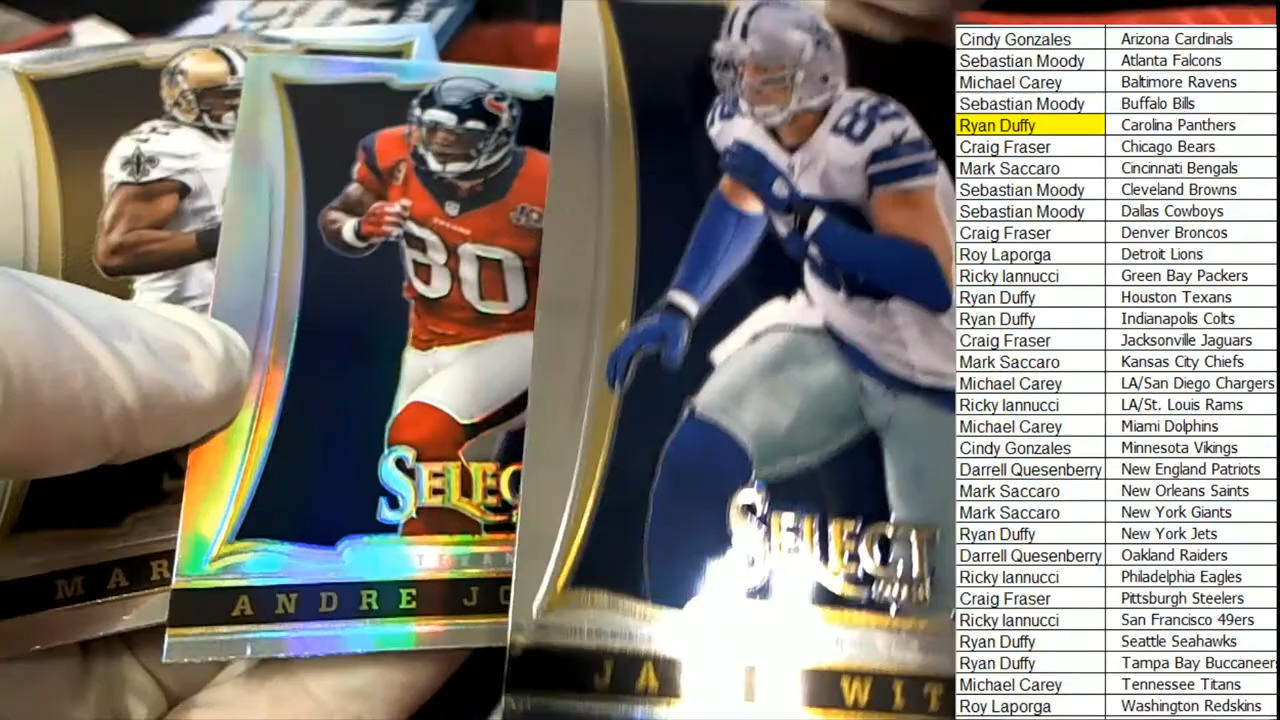 Cindy Gonzales Arizona Cardinals
Sebastian Moody Atlanta Falcons
Michael Carey Baltimore Ravens
Sebastian Moody Buffalo Bills
Ryan Duffy Carolina Panthers
Craig Fraser Chicago Bears
Mark Saccaro Cincinnati Bengals
Sebastian Moody Cleveland Browns
Sebastian Moody Dallas Cowboys
Craig Fraser Denver Broncos
Roy Laporga Detroit Lions
Ricky Iannucci Green Bay Packers
Ryan Duffy Houston Texans
Ryan Duffy Indianapolis Colts
Craig Fraser Jacksonville Jaguars
Mark Saccaro Kansas City Chiefs
Michael Carey LA/San Diego Chargers
Ricky Iannucci LA/St. Louis Rams
Michael Carey Miami Dolphins
Cindy Gonzales Minnesota Vikings
Darrell Quesenberry New England Patriots
Mark Saccaro New Orleans Saints
Mark Saccaro New York Giants
Ryan Duffy New York Jets
Darrell Quesenberry Oakland Raiders
Ricky Iannucci Philadelphia Eagles
Craig Fraser Pittsburgh Steelers
Ricky Iannucci San Francisco 49ers
Ryan Duffy Seattle Seahawks
Ryan Duffy Tampa Bay Buccaneer
Michael Carey Tennessee Titans
Roy Laporga Washington Redskins
80
SELEC
TEXAN
ANDRE JO
MAR
SELECT
JA WIT